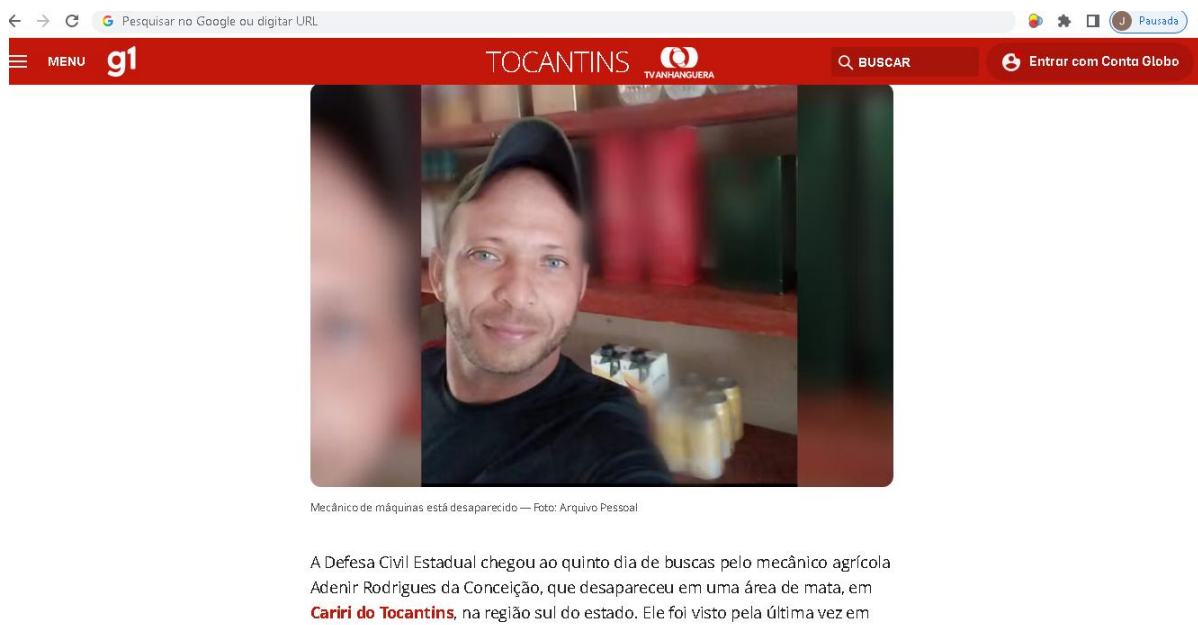 Pesquisar no Google ou digitar URL
J Pausada
MENU g1 TOCANTINS TV ANHANGUERA BUSCAR Entrar com Conta Globo
Mecânico de máquinas está desaparecido — Foto: Arquivo Pessoal
A Defesa Civil Estadual chegou ao quinto dia de buscas pelo mecânico agrícola
Adenir Rodrigues da Conceição, que desapareceu em uma área de mata, em
Cariri do Tocantins, na região sul do estado. Ele foi visto pela última vez em